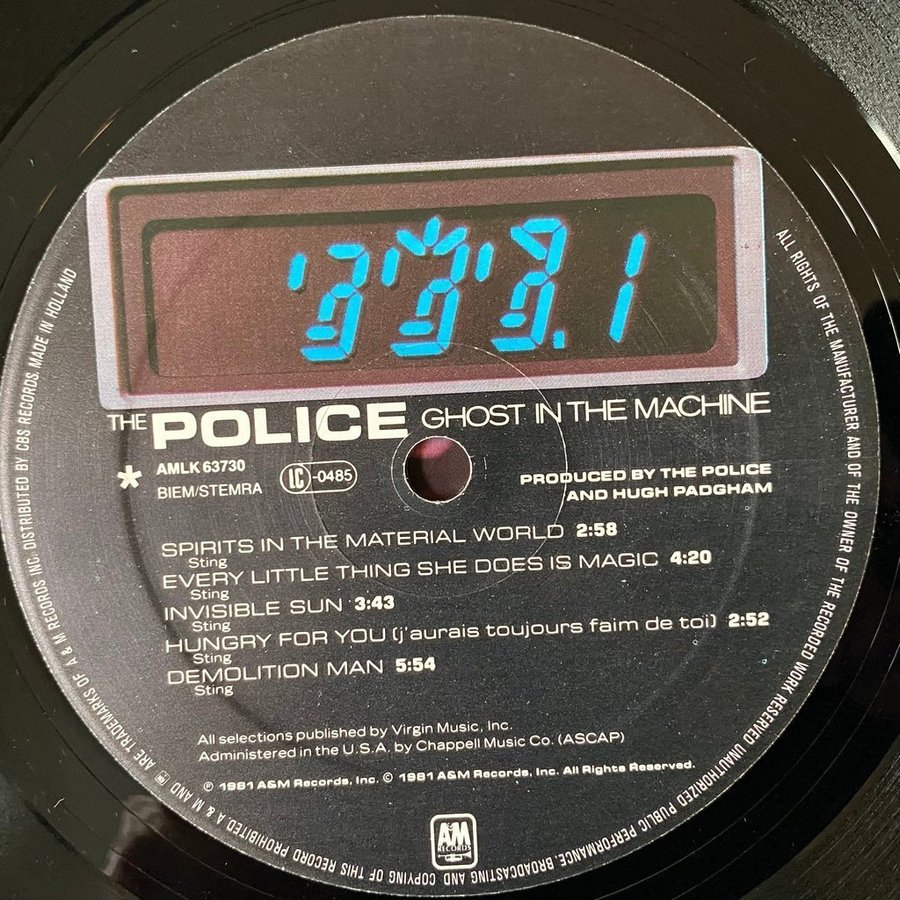 THE POLICE GHOST IN THE MACHINE
* AMLK 63730
BIEM/STEMRA
LC-0485
PRODUCED BY THE POLICE
AND HUGH PADGHAM
SPIRITS IN THE MATERIAL WORLD 2:58
Sting
EVERY LITTLE THING SHE DOES IS MAGIC 4:20
Sting
INVISIBLE SUN 3:43
Sting
HUNGRY FOR YOU (j'aurais toujours faim de toi) 2:52
Sting
DEMOLITION MAN 5:54
Sting
All selections published by Virgin Music, Inc.
Administered in the U.S.A. by Chappell Music Co. (ASCAP)
℗ 1981 A&M Records, Inc. © 1981 A&M Records, Inc. All Rights Reserved.
A&M
RECORDS
ALL RIGHTS OF THE MANUFACTURER AND OF THE OWNER OF THE RECORDED WORK RESERVED UNAUTHORIZED PUBLIC PERFORMANCE, BROADCASTING AND COPYING OF THIS RECORD PROHIBITED. A & M AND ARE TRADEMARKS OF A & M RECORDS INC. DISTRIBUTED BY CBS RECORDS. MADE IN HOLLAND